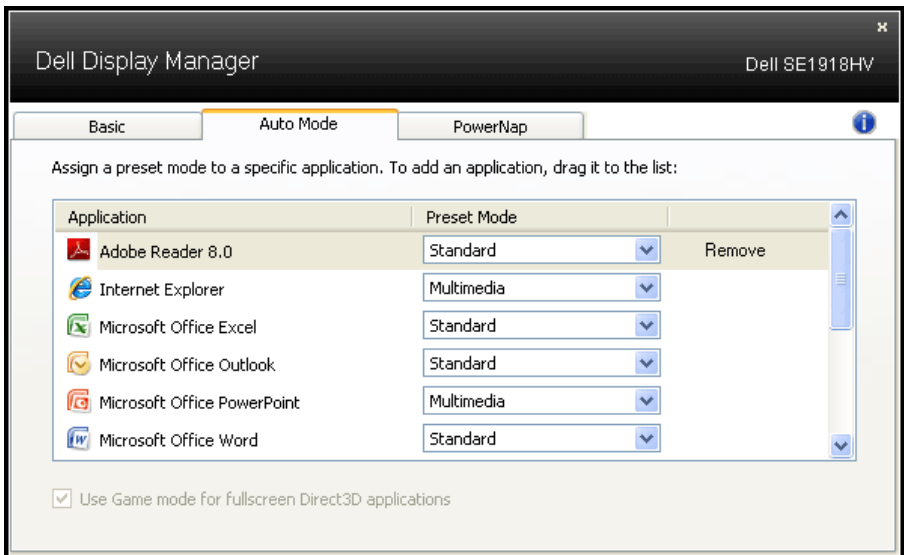 Dell Display Manager
Dell SE1918HV
Basic Auto Mode PowerNap
Assign a preset mode to a specific application. To add an application, drag it to the list:
Application Preset Mode
Adobe Reader 8.0 Standard Remove
Internet Explorer Multimedia
Microsoft Office Excel Standard
Microsoft Office Outlook Standard
Microsoft Office PowerPoint Multimedia
Microsoft Office Word Standard
Use Game mode for fullscreen Direct3D applications